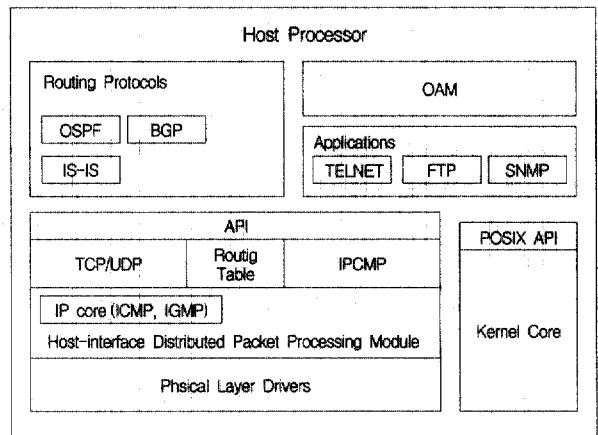 Host Processor
Routing Protocols
OSPF
BGP
IS-IS
OAM
Applications
TELNET
FTP
SNMP
API
TCP/UDP
Routig
Table
IPCMP
IP core (ICMP, IGMP)
Host-interface Distributed Packet Processing Module
Phsical Layer Drivers
POSIX API
Kernel Core